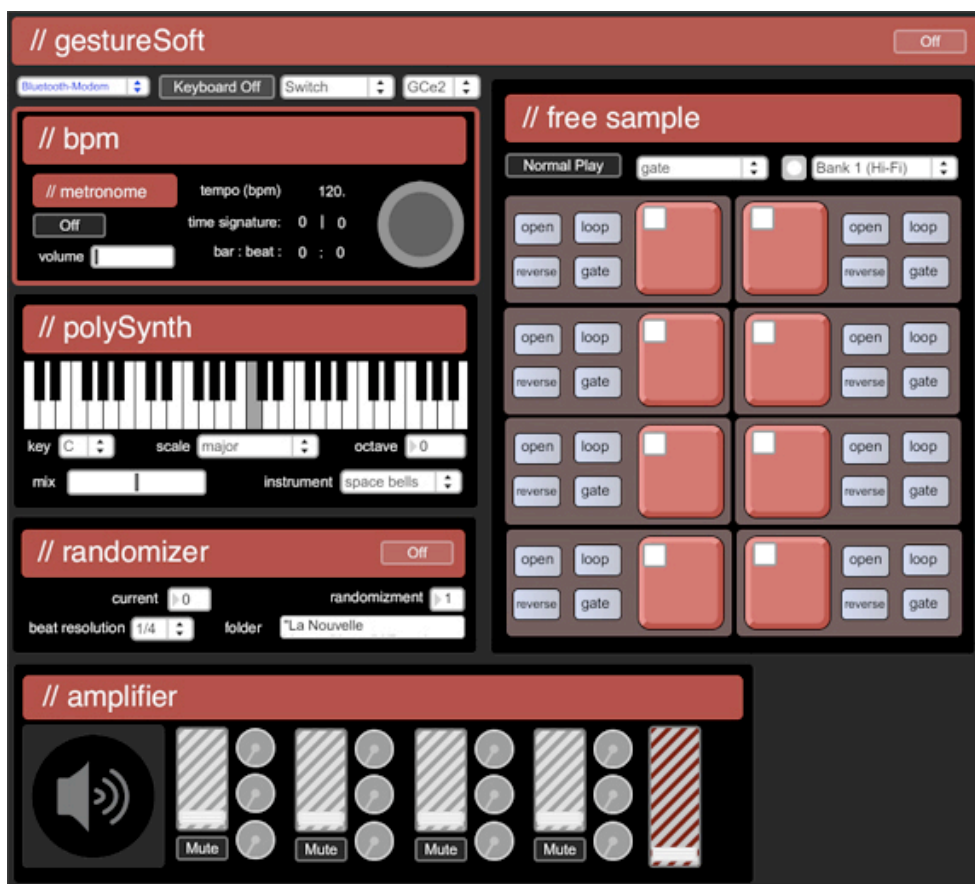 // gestureSoft
Off
Bluetooth-Modem
Keyboard Off
Switch
GCe2
// bpm
// metronome
Off
volume
tempo (bpm) 120.
time signature: 0 | 0
bar : beat : 0 : 0
// polySynth
key C
scale major
octave 0
mix
instrument space bells
// randomizer
Off
current 0
randomizment 1
beat resolution 1/4
folder "La Nouvelle
// free sample
Normal Play
gate
Bank 1 (Hi-Fi)
open loop open loop
reverse gate reverse gate
open loop open loop
reverse gate reverse gate
open loop open loop
reverse gate reverse gate
open loop open loop
reverse gate reverse gate
// amplifier
Mute Mute Mute Mute